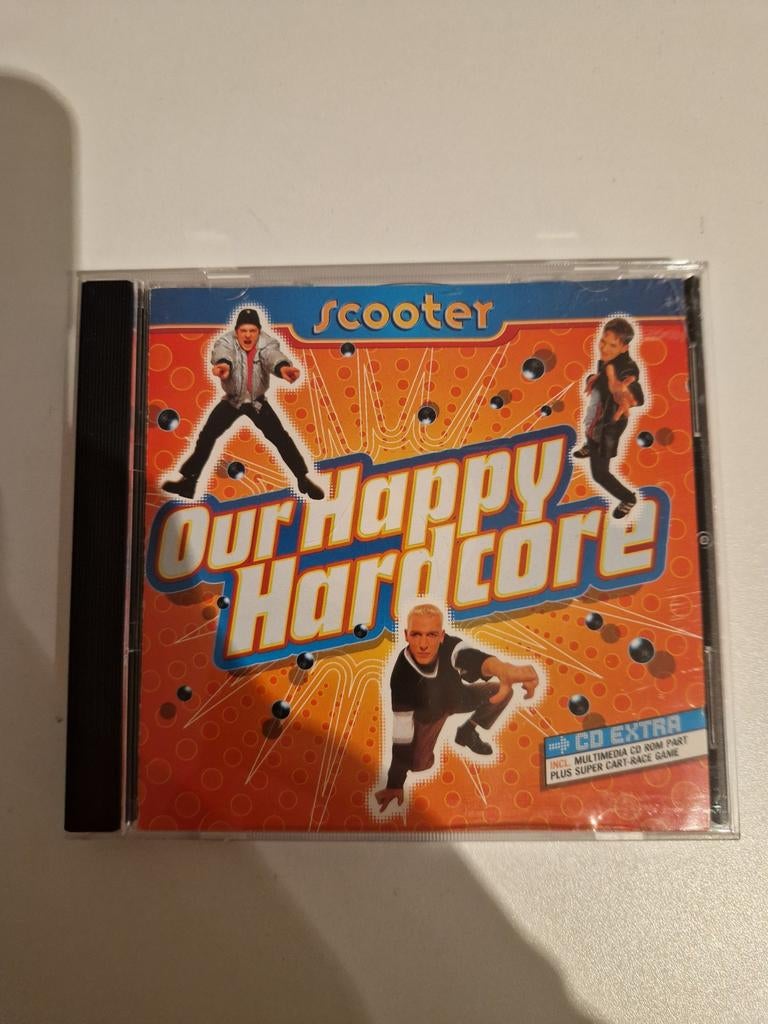 scooter
Our Happy
Hardcore
CD EXTRA
INCL. MULTIMEDIA CD ROM PART
PLUS SUPER CART-RACE GAME